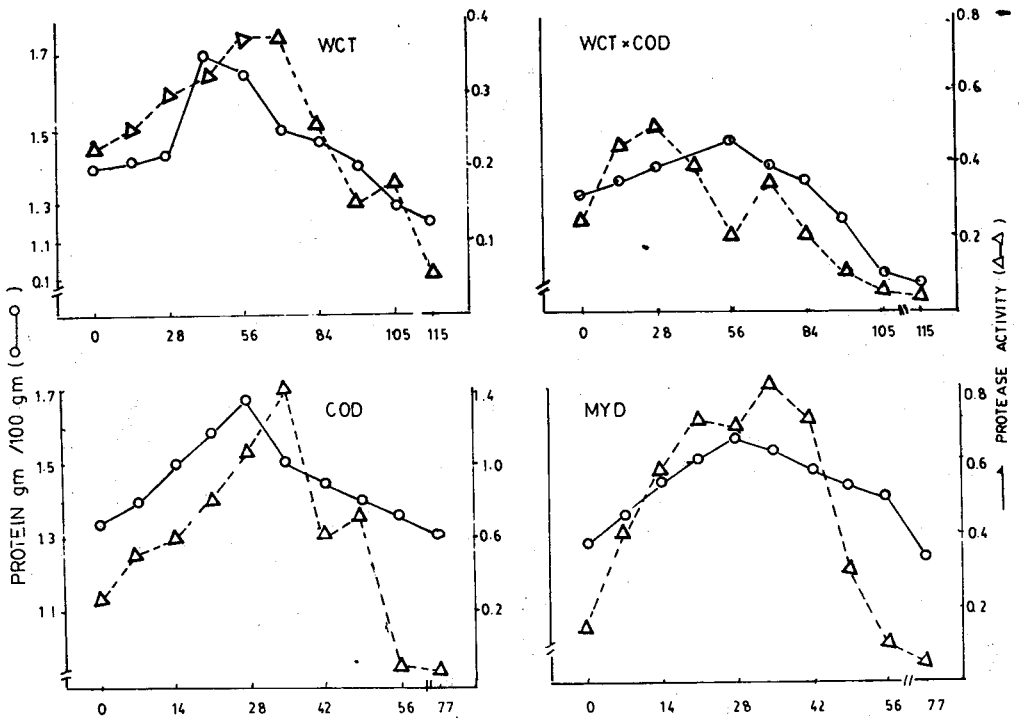 PROTEIN gm /100 gm (o—o)
WCT
1.7
1.5
1.3
1.1
0.1
0.4
0.3
0.2
0.1
0 28 56 84 105 115
WCT×COD
0.8
0.6
0.4
0.2
0 28 56 84 105 115
COD
1.7
1.5
1.3
1.1
1.4
1.0
0.6
0.2
0 14 28 42 56 77
MYD
0.8
0.6
0.4
0.2
0 14 28 42 56 77
PROTEASE ACTIVITY (Δ--Δ)